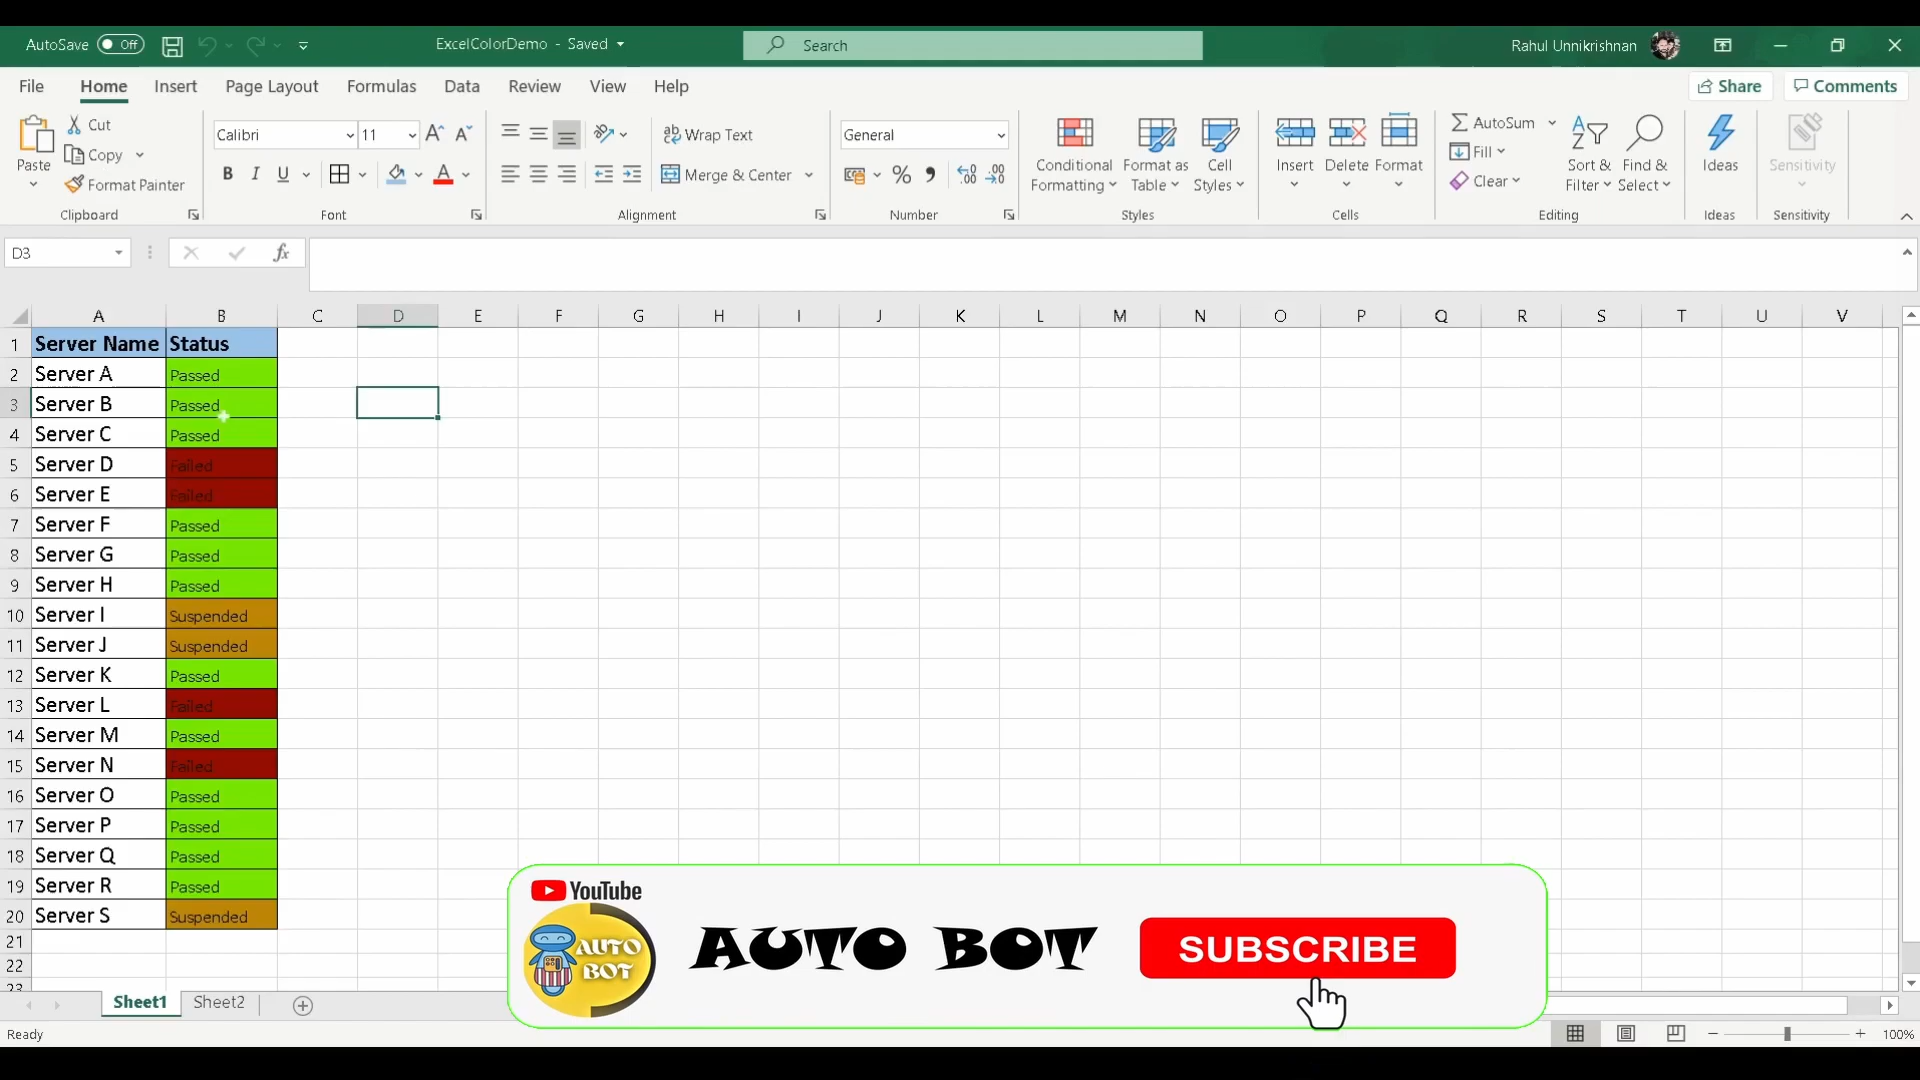 AutoSave Off ExcelColorDemo - Saved Search Rahul Unnikrishnan
File Home Insert Page Layout Formulas Data Review View Help Share Comments
Paste Cut Copy Format Painter Clipboard
Calibri 11 B I U A Font
Wrap Text Merge & Center Alignment
General % Number
Conditional Formatting Format as Table Cell Styles Styles
Insert Delete Format Cells
AutoSum Fill Clear Sort & Filter Find & Select Editing
Ideas Ideas
Sensitivity Sensitivity
D3 fx
A B C D E F G H I J K L M N O P Q R S T U V
1 Server Name Status
2 Server A Passed
3 Server B Passed
4 Server C Passed
5 Server D Failed
6 Server E Failed
7 Server F Passed
8 Server G Passed
9 Server H Passed
10 Server I Suspended
11 Server J Suspended
12 Server K Passed
13 Server L Failed
14 Server M Passed
15 Server N Failed
16 Server O Passed
17 Server P Passed
18 Server Q Passed
19 Server R Passed
20 Server S Suspended
21
22
23
YouTube
AUTO BOT
AUTO BOT
SUBSCRIBE
Sheet1 Sheet2
Ready 100%